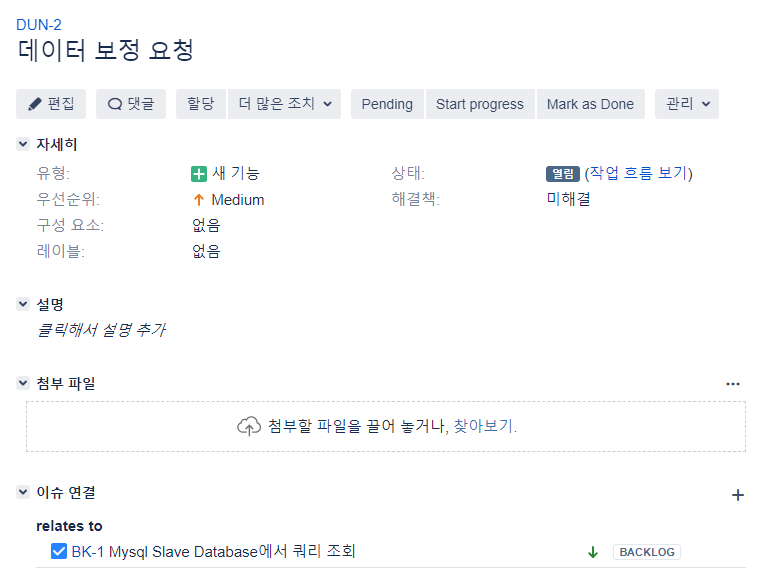 DUN-2
데이터 보정 요청
편집 댓글 할당 더 많은 조치 Pending Start progress Mark as Done 관리
자세히
유형: 새 기능 상태: 열림 (작업 흐름 보기)
우선순위: Medium 해결책: 미해결
구성 요소: 없음
레이블: 없음
설명
클릭해서 설명 추가
첨부 파일
첨부할 파일을 끌어 놓거나, 찾아보기.
이슈 연결
relates to
BK-1 Mysql Slave Database에서 쿼리 조회 BACKLOG